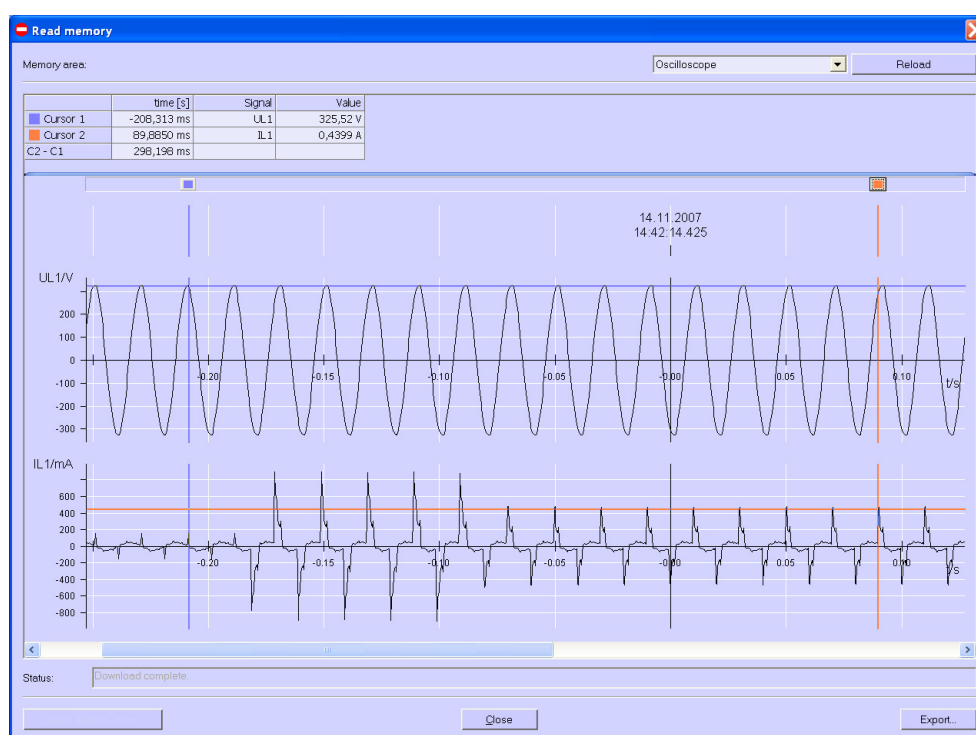 Read memory
Memory area:
Oscilloscope
Reload
time [s] Signal Value
Cursor 1 -208,313 ms UL1 325,52 V
Cursor 2 89,8850 ms IL1 0,4399 A
C2 - C1 298,198 ms
14.11.2007
14:42:14.425
UL1/V
200
100
0
-0.20 -0.15 -0.10 -0.05 -0.00 0.05 0.10 t/s
-100
-200
-300
IL1/mA
600
400
200
0
-0.20 -0.15 -0.10 -0.05 -0.00 0.05 0.10 t/s
-200
-400
-600
-800
Status: Download complete.
Close
Export...